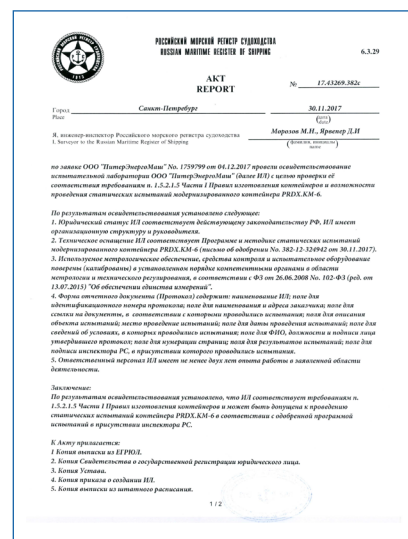 РОССИЙСКИЙ МОРСКОЙ РЕГИСТР СУДОХОДСТВА
RUSSIAN MARITIME REGISTER OF SHIPPING
6.3.29
АКТ
REPORT
№ 17.43269.382с
Город Санкт-Петербург
Place
30.11.2017
(дата)
(date)
Я, инженер-инспектор Российского морского регистра судоходства
I, Surveyor to the Russian Maritime Register of Shipping
Морозов М.Н., Ярвенер Д.И
(фамилия, инициалы)
name
по заявке ООО "ПитерЭнергоМаш" No. 1759799 от 04.12.2017 провели освидетельствование
испытательной лаборатории ООО "ПитерЭнергоМаш" (далее ИЛ) с целью проверки её
соответствия требованиям п. 1.5.2.1.5 Части I Правил изготовления контейнеров и возможности
проведения статических испытаний модернизированного контейнера PRDX.КМ-6.
По результатам освидетельствования установлено следующее:
1. Юридический статус ИЛ соответствует действующему законодательству РФ, ИЛ имеет
организационную структуру и руководителя.
2. Техническое оснащение ИЛ соответствует Программе и методике статических испытаний
модернизированного контейнера PRDX.КМ-6 (письмо об одобрении No. 382-12-324942 от 30.11.2017).
3. Используемое метрологическое обеспечение, средства контроля и испытательное оборудование
поверены (калиброваны) в установленном порядке компетентными органами в области
метрологии и технического регулирования, в соответствии с ФЗ от 26.06.2008 No. 102-ФЗ (ред. от
13.07.2015) "Об обеспечении единства измерений".
4. Форма отчетного документа (Протокола) содержит: наименование ИЛ; поле для
идентификационного номера протокола; поле для наименования и адреса заказчика; поле для
ссылки на документы, в соответствии с которыми проводились испытания; поля для описания
объекта испытаний; место проведение испытаний; поле для даты проведения испытаний; поле для
сведений об условиях, в которых проводились испытания; поле для ФИО, должности и подписи лица
утвердившего протокол; поле для нумерации страниц; поля для результатов испытаний; поле для
подписи инспектора РС, в присутствии которого проводились испытания.
5. Ответственный персонал ИЛ имеет не менее двух лет опыта работы в заявленной области
деятельности.
Заключение:
По результатам освидетельствования установлено, что ИЛ соответствует требованиям п.
1.5.2.1.5 Части I Правил изготовления контейнеров и может быть допущена к проведению
статических испытаний контейнера PRDX.КМ-6 в соответствии с одобренной программой
испытаний в присутствии инспектора РС.
К Акту прилагается:
1 Копия выписки из ЕГРЮЛ.
2. Копия Свидетельства о государственной регистрации юридического лица.
3. Копия Устава.
4. Копия приказа о создании ИЛ.
5. Копия выписки из штатного расписания.
1 / 2